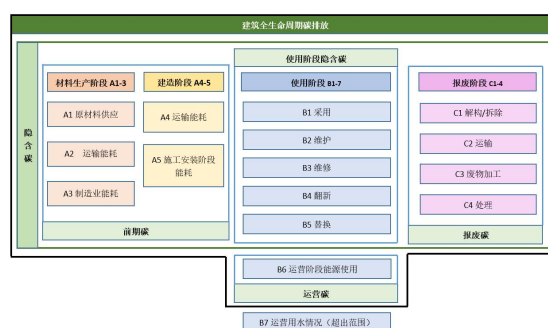 建筑全生命周期碳排放
隐含碳
使用阶段隐含碳
材料生产阶段 A1-3
建造阶段 A4-5
使用阶段 B1-7
报废阶段 C1-4
A1 原材料供应
A2 运输能耗
A3 制造业能耗
A4 运输能耗
A5 施工安装阶段
能耗
前期碳
B1 采用
B2 维护
B3 维修
B4 翻新
B5 替换
C1 解构/拆除
C2 运输
C3 废物加工
C4 处理
报废碳
B6 运营阶段能源使用
运营碳
B7 运营用水情况（超出范围）